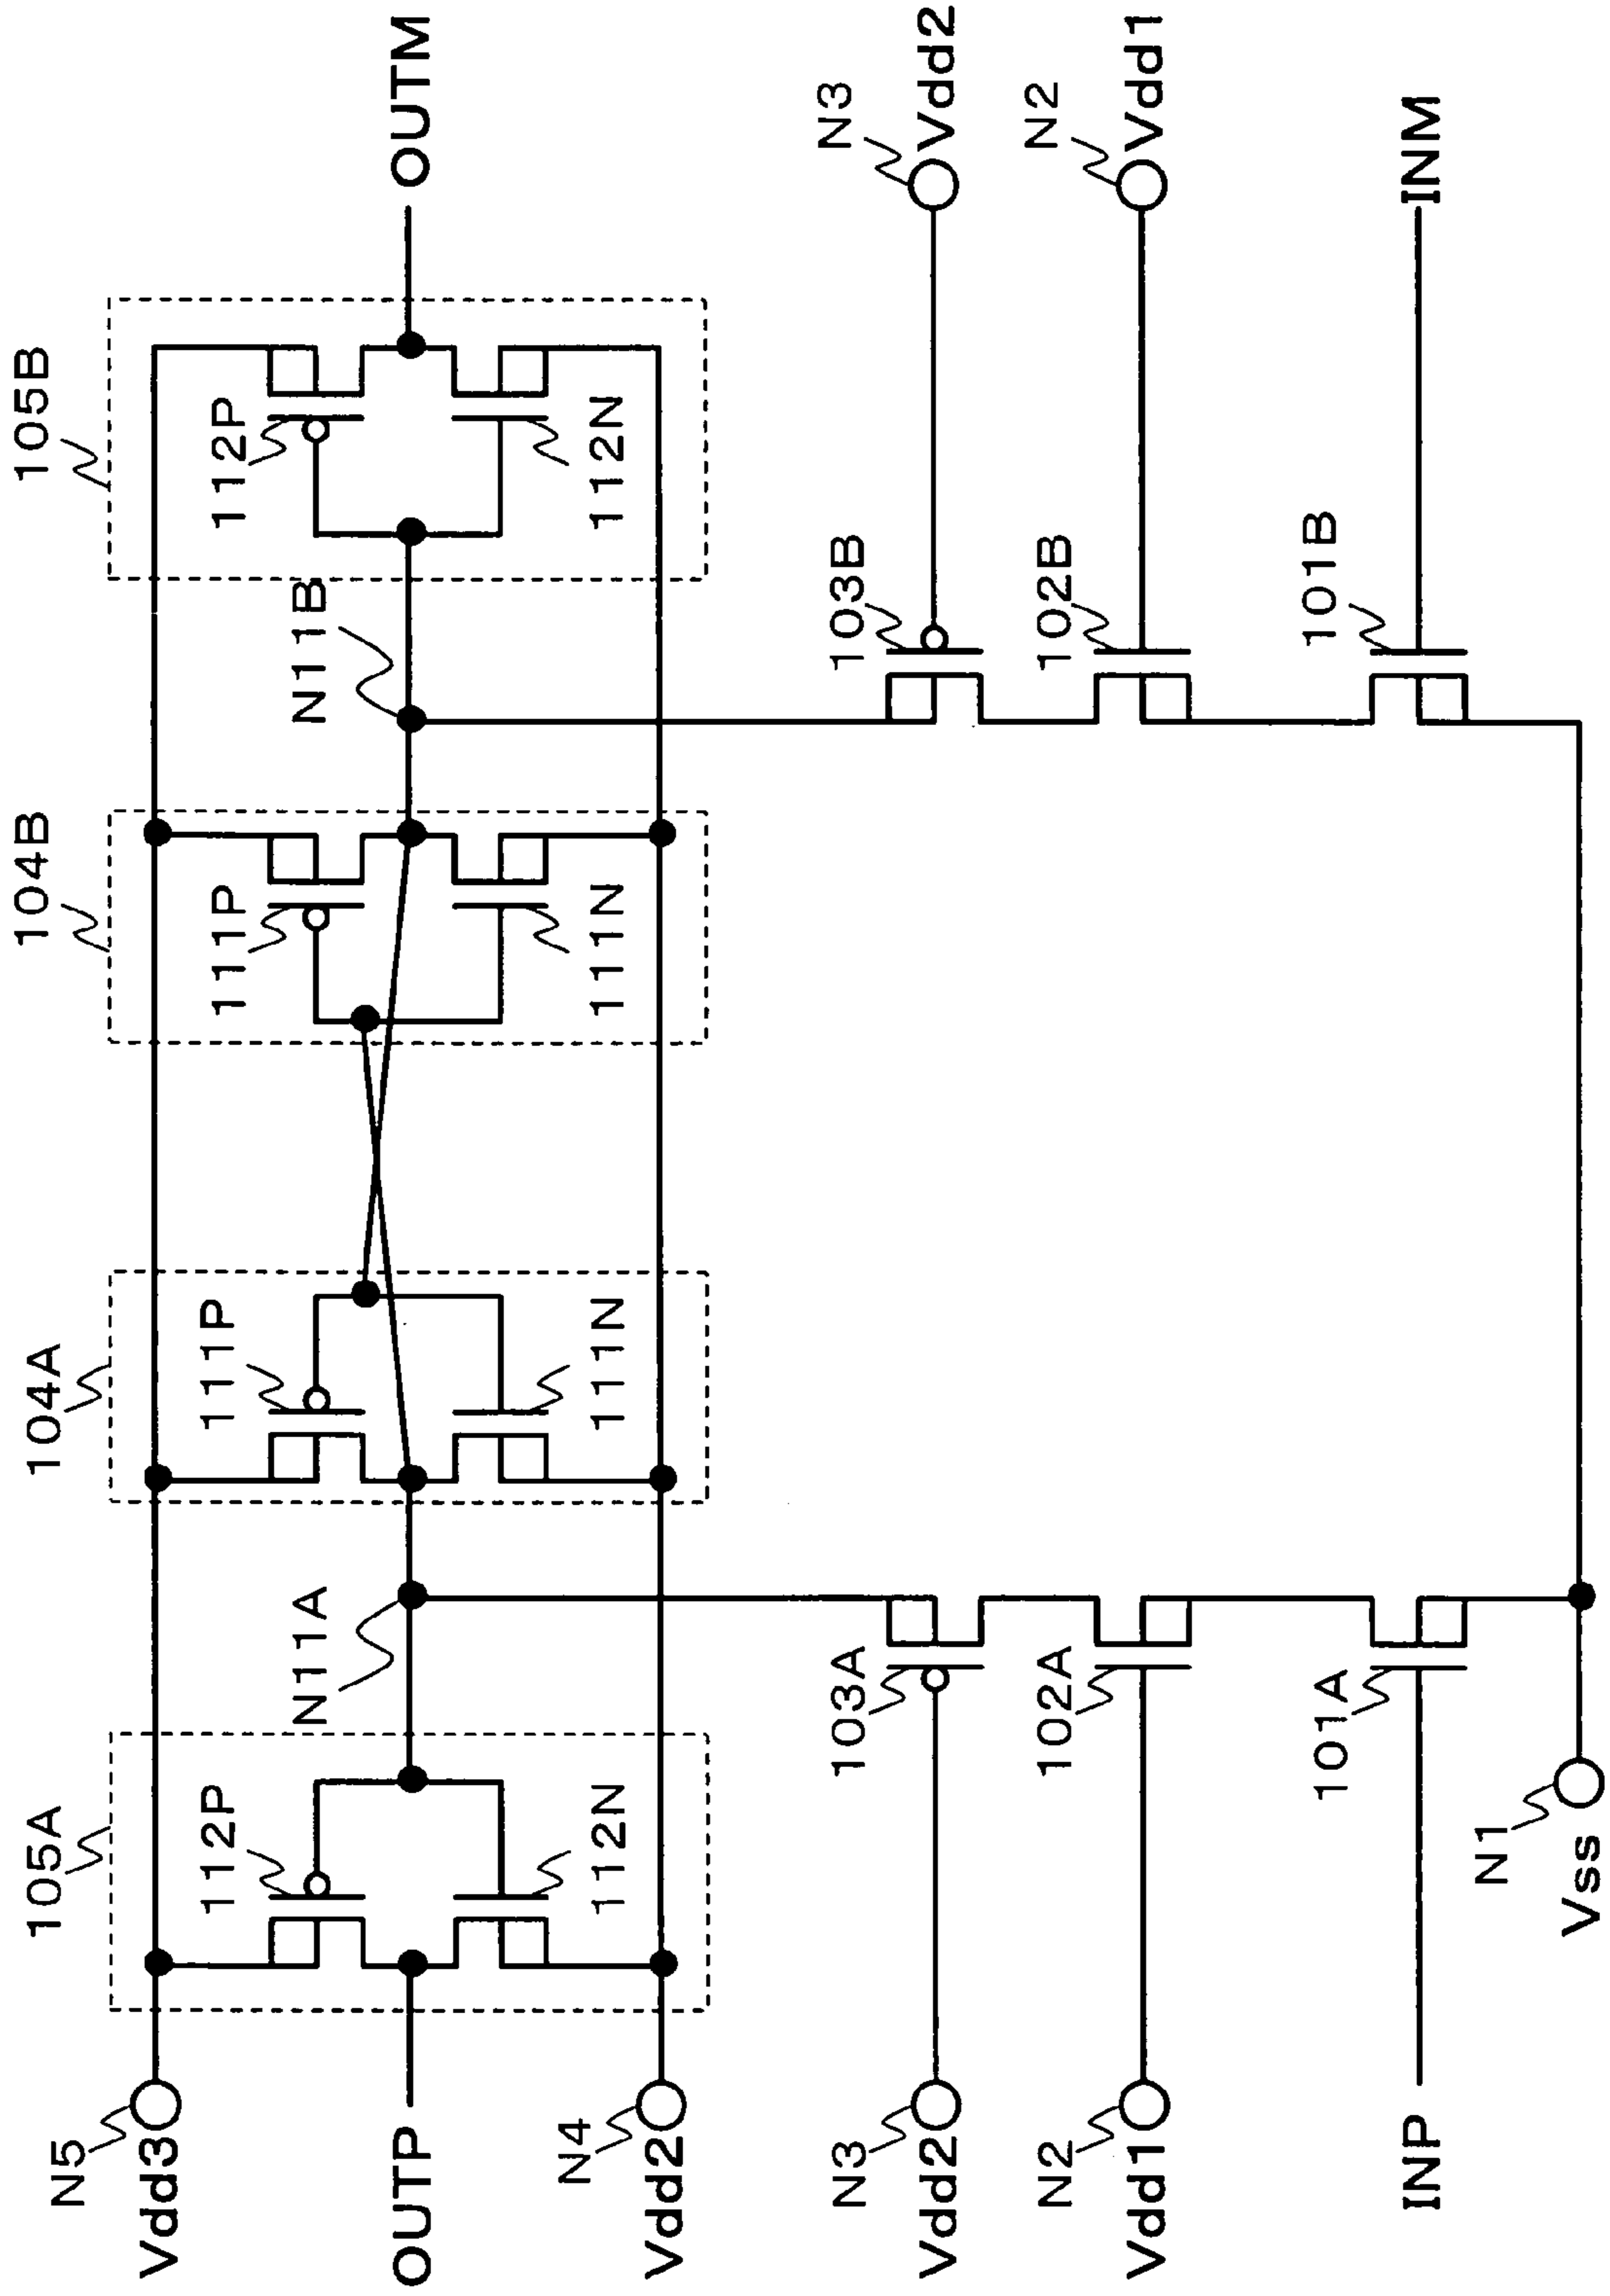 105A
104A
104B
105B
N5
Vdd3
112P
111P
111P
112P
N11A
N11B
OUTP
OUTM
112N
111N
111N
112N
N4
Vdd2
N3
Vdd2
103A
103B
N3
Vdd2
N2
Vdd1
102A
102B
N2
Vdd1
INP
101A
101B
INM
N1
Vss